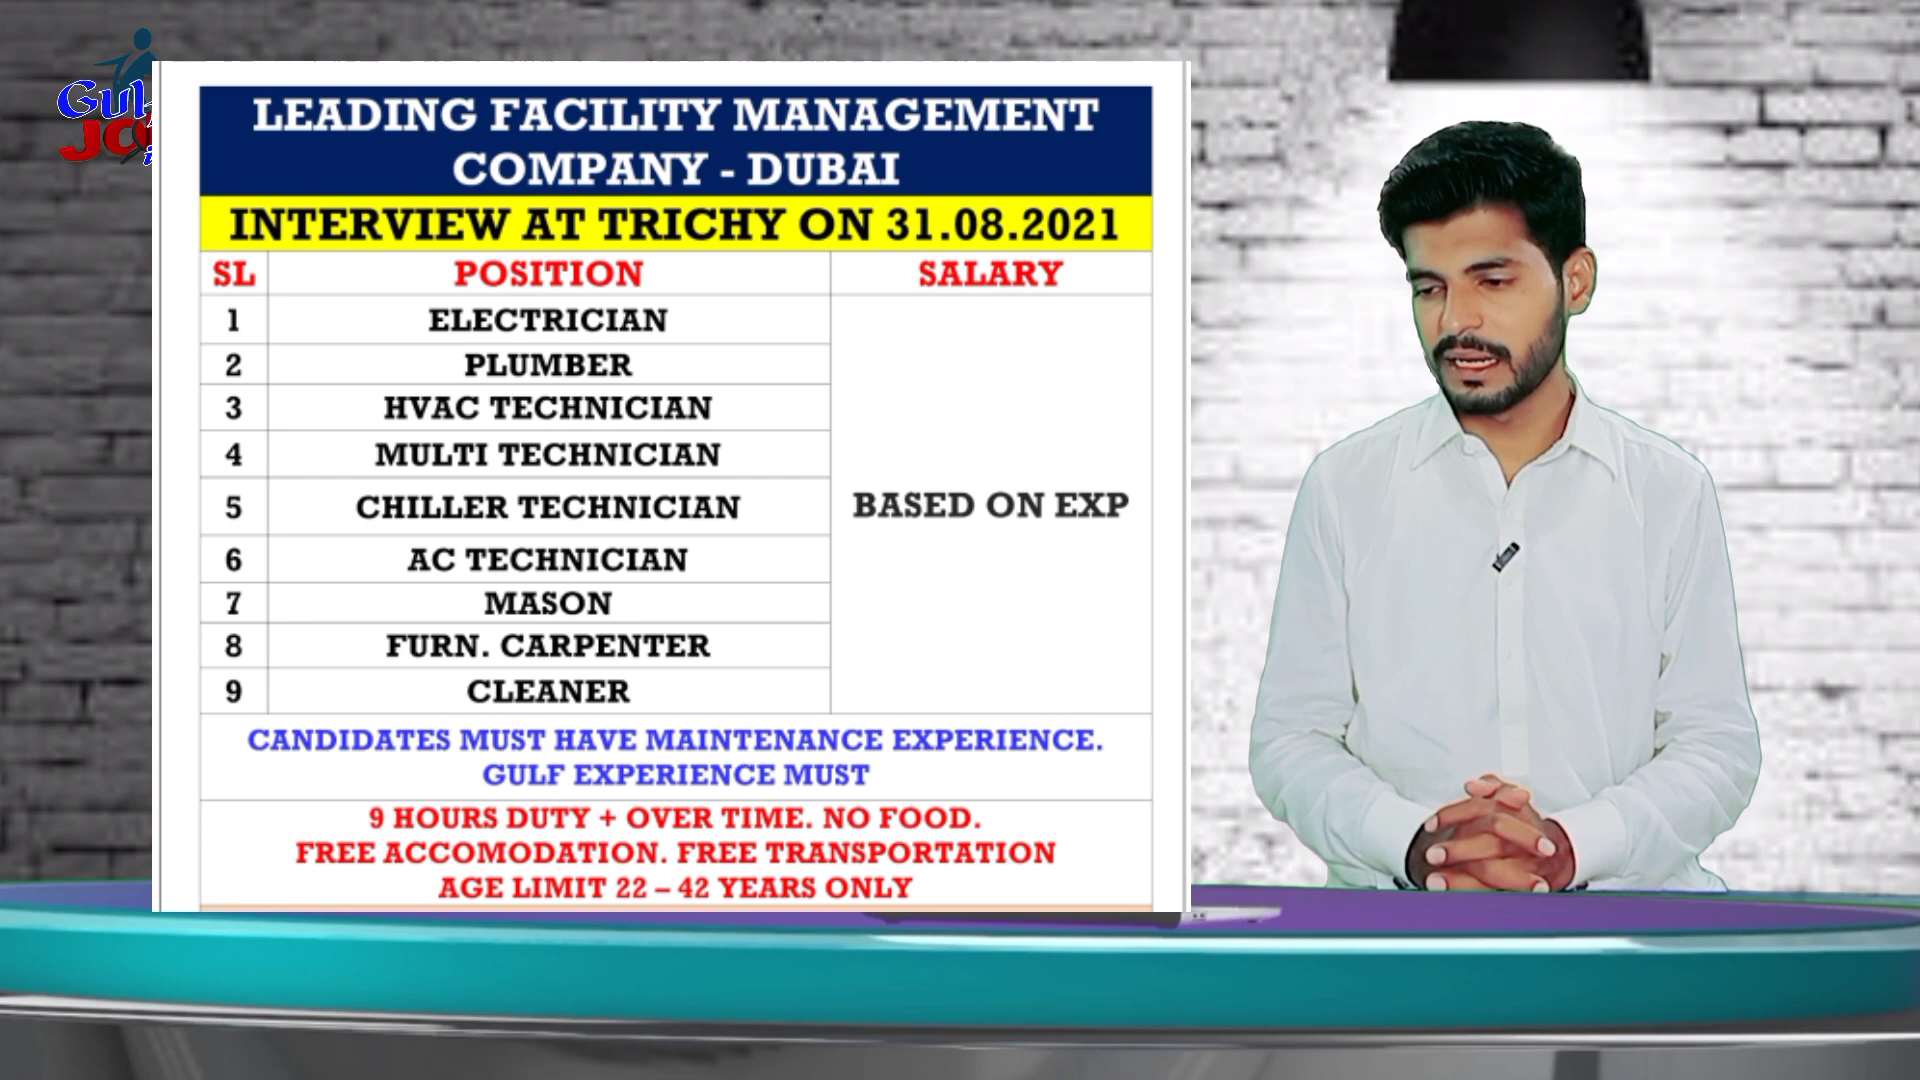 LEADING FACILITY MANAGEMENT
COMPANY - DUBAI
INTERVIEW AT TRICHY ON 31.08.2021
SL POSITION SALARY
1 ELECTRICIAN
2 PLUMBER
3 HVAC TECHNICIAN
4 MULTI TECHNICIAN
5 CHILLER TECHNICIAN BASED ON EXP
6 AC TECHNICIAN
7 MASON
8 FURN. CARPENTER
9 CLEANER
CANDIDATES MUST HAVE MAINTENANCE EXPERIENCE.
GULF EXPERIENCE MUST
9 HOURS DUTY + OVER TIME. NO FOOD.
FREE ACCOMODATION. FREE TRANSPORTATION
AGE LIMIT 22 – 42 YEARS ONLY